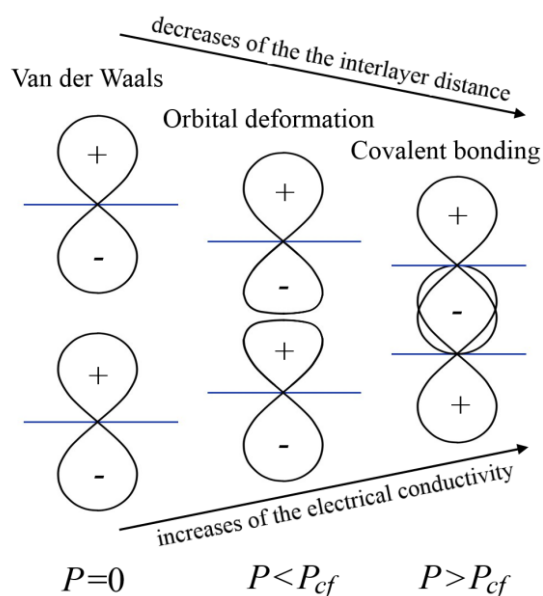 decreases of the the interlayer distance
Van der Waals
Orbital deformation
Covalent bonding
+
+
+
-
-
-
+
+
+
-
-
increases of the electrical conductivity
P=0
P<Pcf
P>Pcf